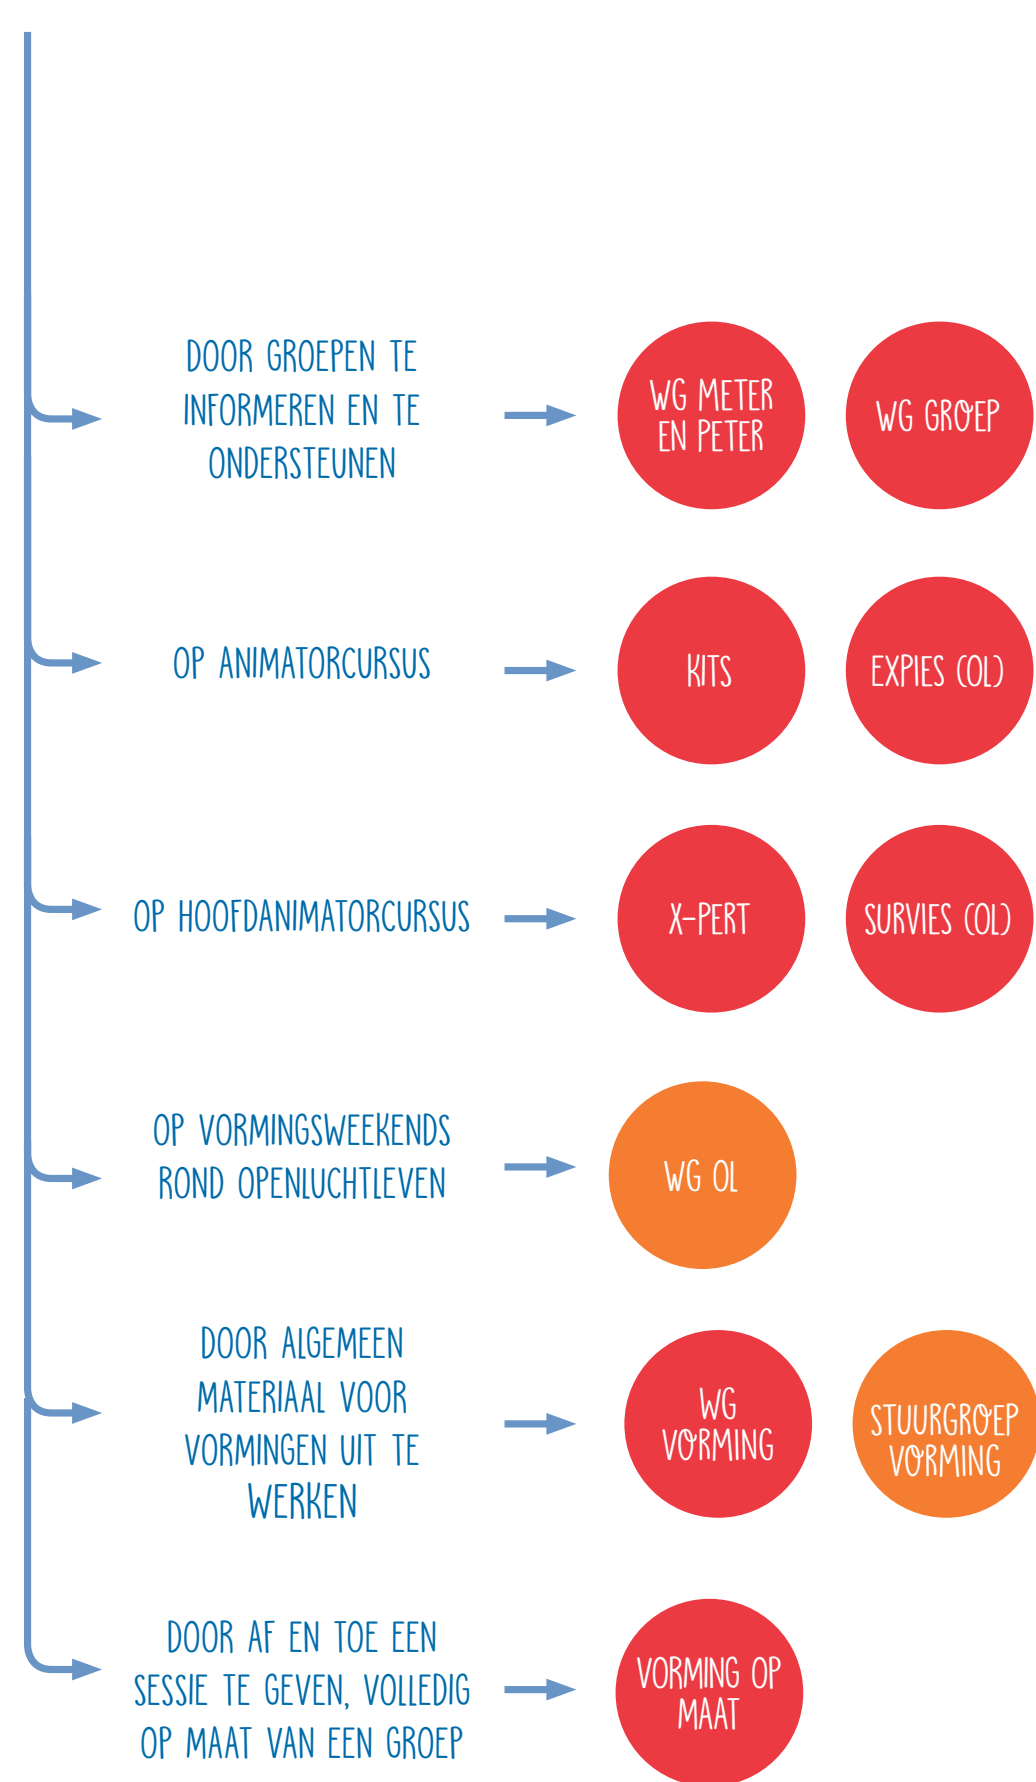 DOOR GROEPEN TE
INFORMEREN EN TE
ONDERSTEUNEN
WG METER
EN PETER
WG GROEP
OP ANIMATORCURSUS
KITS
EXPIES (OL)
OP HOOFDANIMATORCURSUS
X-PERT
SURVIES (OL)
OP VORMINGSWEEKENDS
ROND OPENLUCHTLEVEN
WG OL
DOOR ALGEMEEN
MATERIAAL VOOR
VORMINGEN UIT TE
WERKEN
WG
VORMING
STUURGROEP
VORMING
DOOR AF EN TOE EEN
SESSIE TE GEVEN, VOLLEDIG
OP MAAT VAN EEN GROEP
VORMING OP
MAAT